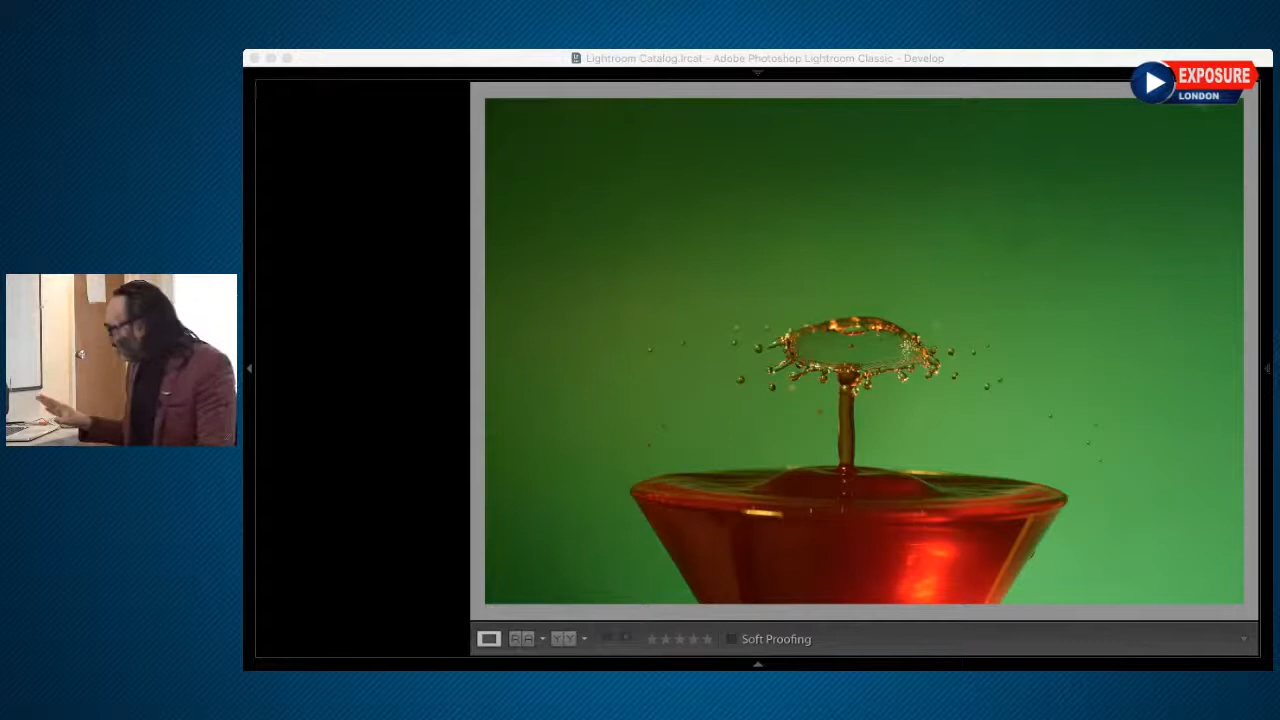 Lightroom Catalog.lrcat - Adobe Photoshop Lightroom Classic - Develop
EXPOSURE
LONDON
R A Y Y Soft Proofing